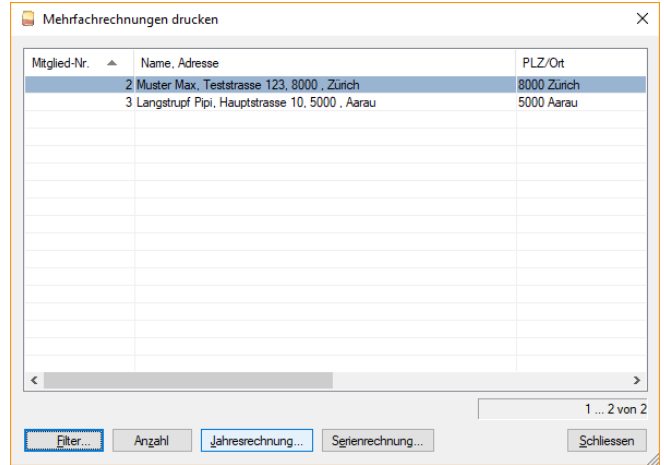 Mehrfachrechnungen drucken
Mitglied-Nr. Name, Adresse PLZ/Ort
2 Muster Max, Teststrasse 123, 8000 , Zürich 8000 Zürich
3 Langstrupf Pipi, Hauptstrasse 10, 5000 , Aarau 5000 Aarau
1 ... 2 von 2
Filter... Anzahl Jahresrechnung... Serienrechnung... Schliessen